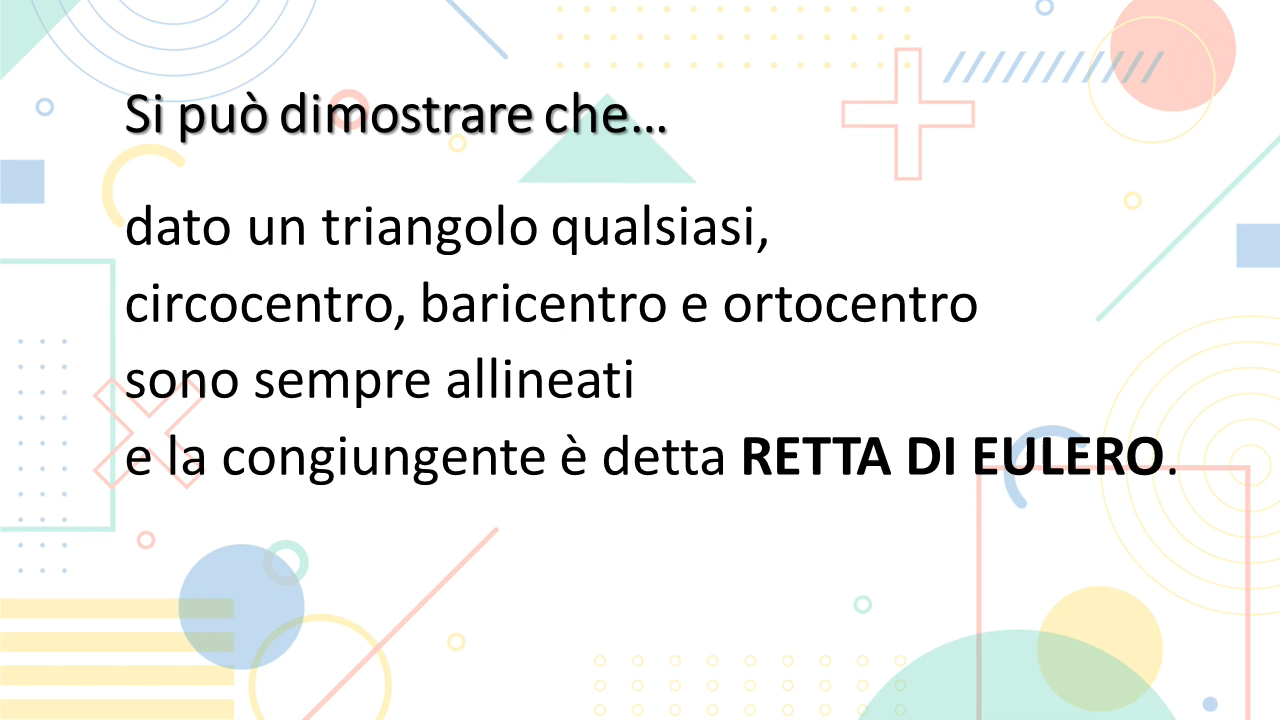 Si può dimostrare che…
dato un triangolo qualsiasi,
circocentro, baricentro e ortocentro
sono sempre allineati
e la congiungente è detta RETTA DI EULERO.